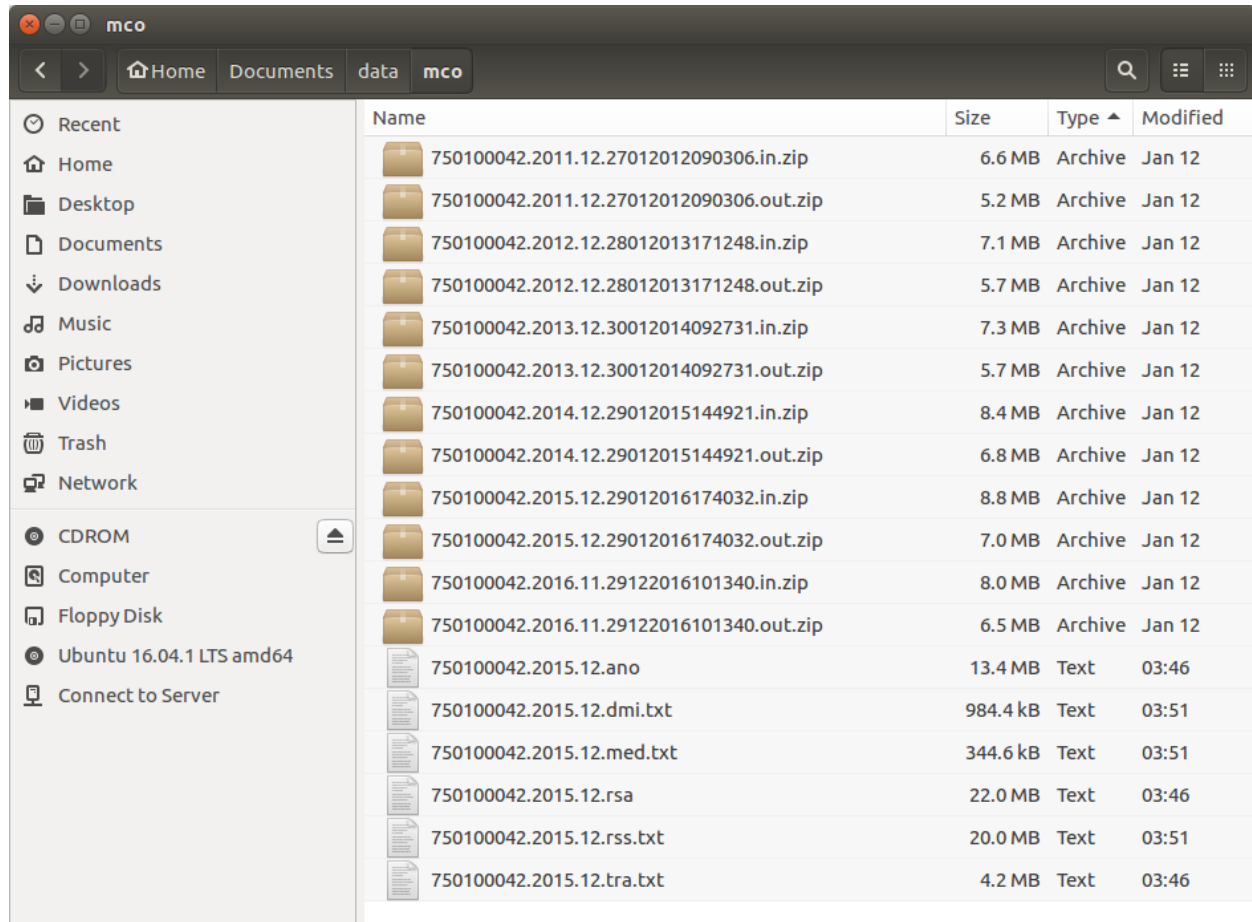 mco
Home Documents data mco
Recent
Home
Desktop
Documents
Downloads
Music
Pictures
Videos
Trash
Network
CDROM
Computer
Floppy Disk
Ubuntu 16.04.1 LTS amd64
Connect to Server
Name Size Type Modified
750100042.2011.12.27012012090306.in.zip 6.6 MB Archive Jan 12
750100042.2011.12.27012012090306.out.zip 5.2 MB Archive Jan 12
750100042.2012.12.28012013171248.in.zip 7.1 MB Archive Jan 12
750100042.2012.12.28012013171248.out.zip 5.7 MB Archive Jan 12
750100042.2013.12.30012014092731.in.zip 7.3 MB Archive Jan 12
750100042.2013.12.30012014092731.out.zip 5.7 MB Archive Jan 12
750100042.2014.12.29012015144921.in.zip 8.4 MB Archive Jan 12
750100042.2014.12.29012015144921.out.zip 6.8 MB Archive Jan 12
750100042.2015.12.29012016174032.in.zip 8.8 MB Archive Jan 12
750100042.2015.12.29012016174032.out.zip 7.0 MB Archive Jan 12
750100042.2016.11.29122016101340.in.zip 8.0 MB Archive Jan 12
750100042.2016.11.29122016101340.out.zip 6.5 MB Archive Jan 12
750100042.2015.12.ano 13.4 MB Text 03:46
750100042.2015.12.dmi.txt 984.4 kB Text 03:51
750100042.2015.12.med.txt 344.6 kB Text 03:51
750100042.2015.12.rsa 22.0 MB Text 03:46
750100042.2015.12.rss.txt 20.0 MB Text 03:51
750100042.2015.12.tra.txt 4.2 MB Text 03:46